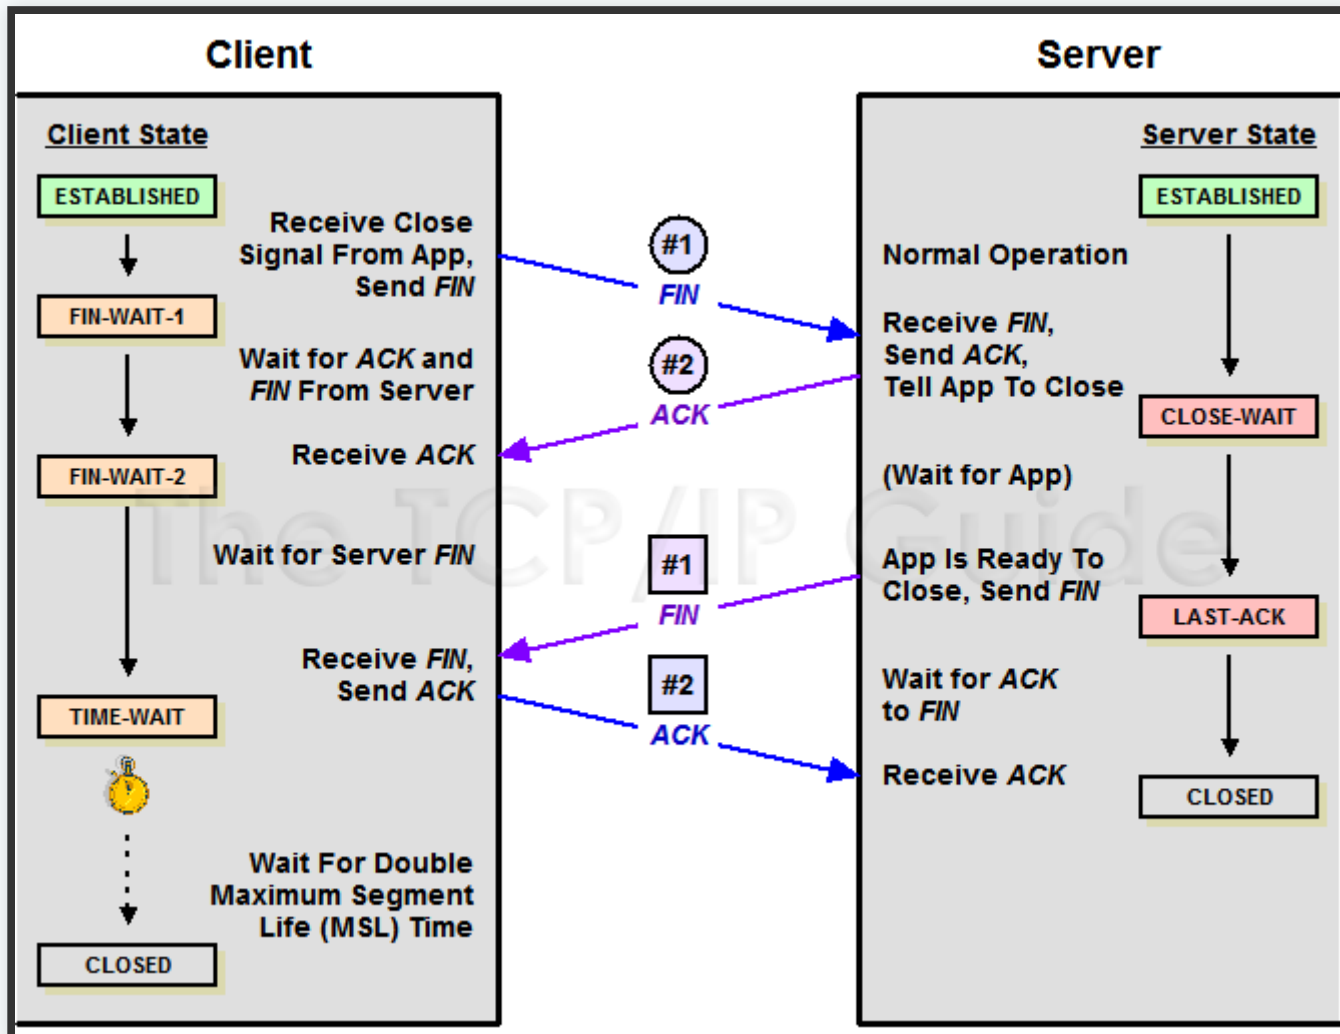 Client
Server
Client State
ESTABLISHED
Receive Close
Signal From App,
Send FIN
FIN-WAIT-1
Wait for ACK and
FIN From Server
Receive ACK
FIN-WAIT-2
Wait for Server FIN
Receive FIN,
Send ACK
TIME-WAIT
Wait For Double
Maximum Segment
Life (MSL) Time
CLOSED
#1
FIN
#2
ACK
#1
FIN
#2
ACK
Server State
ESTABLISHED
Normal Operation
Receive FIN,
Send ACK,
Tell App To Close
CLOSE-WAIT
(Wait for App)
App Is Ready To
Close, Send FIN
LAST-ACK
Wait for ACK
to FIN
Receive ACK
CLOSED
The TCP/IP Guide